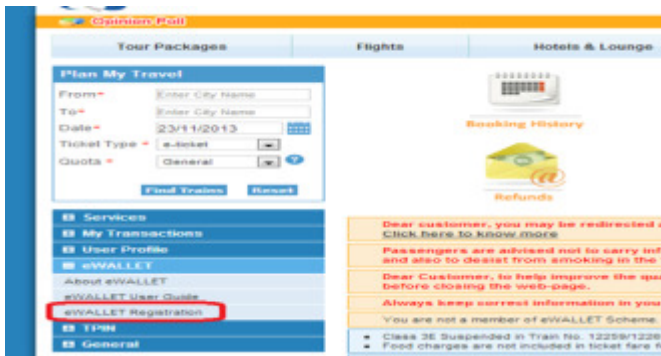 Opinion Poll
Tour Packages
Flights
Hotels & Lounge
Plan My Travel
From*
Enter City Name
To*
Enter City Name
Date*
23/11/2013
Ticket Type *
e-ticket
Quota *
General
Find Trains
Reset
Services
My Transactions
User Profile
eWALLET
About eWALLET
eWALLET User Guide
eWALLET Registration
TPIN
General
Booking History
Refunds
Dear customer, you may be redirected
Click here to know more
Passengers are advised not to carry
and also to desist from smoking in the
Dear Customer, to help improve the
before closing the web-page.
Always keep correct information in you
You are not a member of eWALLET Scheme.
Class 3E Suspended in Train No. 12259/1228
Food charges are not included in ticket fare